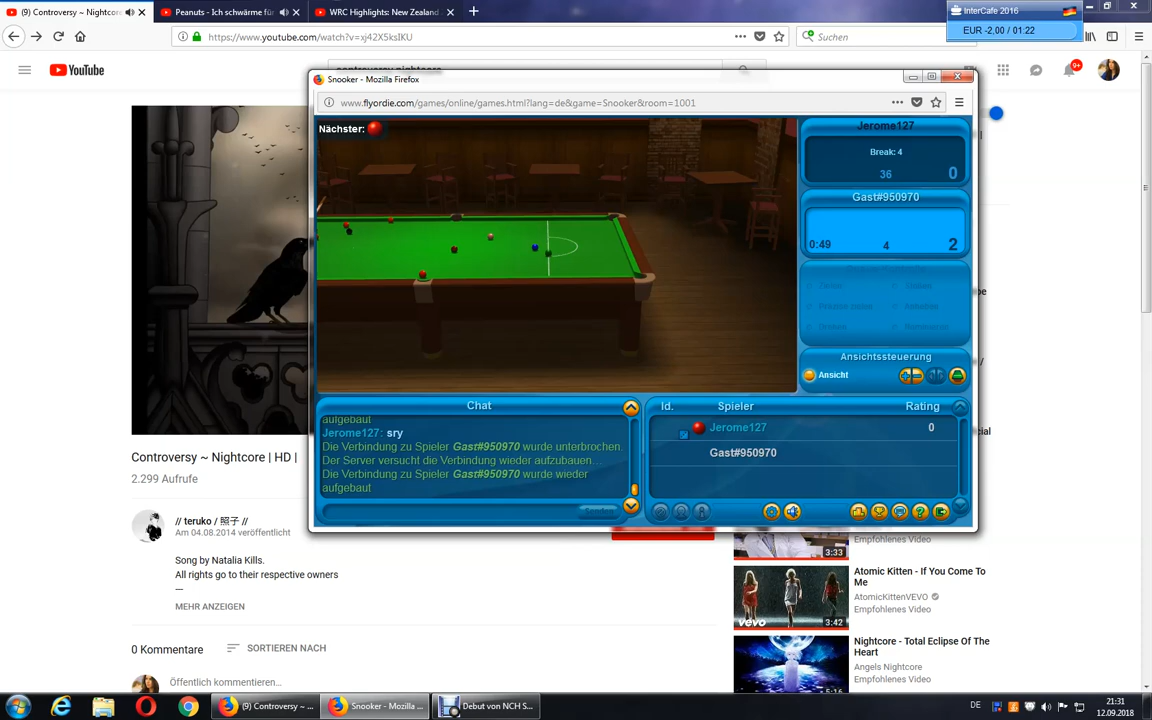 (9) Controversy ~ Nightcore
Peanuts - Ich schwärme für
WRC Highlights: New Zealand
InterCafe 2016
EUR -2,00 / 01:22
https://www.youtube.com/watch?v=xj42X5ksIKU
Suchen
YouTube
controversy nightcore
9+
Snooker - Mozilla Firefox
www.flyordie.com/games/online/games.html?lang=de&game=Snooker&room=1001
Nächster:
Jerome127
Break: 4
36
0
Gast#950970
0:49
4
2
Ansichtssteuerung
Ansicht
Chat
aufgebaut
Jerome127: sry
Die Verbindung zu Spieler Gast#950970 wurde unterbrochen.
Der Server versucht die Verbindung wieder aufzubauen...
Die Verbindung zu Spieler Gast#950970 wurde wieder
aufgebaut
Id.
Spieler
Rating
Jerome127
0
Gast#950970
Controversy ~ Nightcore | HD |
2.299 Aufrufe
// teruko / 照子 //
Am 04.08.2014 veröffentlicht
Song by Natalia Kills.
All rights go to their respective owners
---
MEHR ANZEIGEN
0 Kommentare
SORTIEREN NACH
Öffentlich kommentieren...
Empfohlenes Video
3:33
Atomic Kitten - If You Come To
Me
AtomicKittenVEVO
Empfohlenes Video
vevo
3:42
Nightcore - Total Eclipse Of The
Heart
Angels Nightcore
Empfohlenes Video
5:16
(9) Controversy ~ ...
Snooker - Mozilla ...
Debut von NCH S...
DE
21:31
12.09.2018